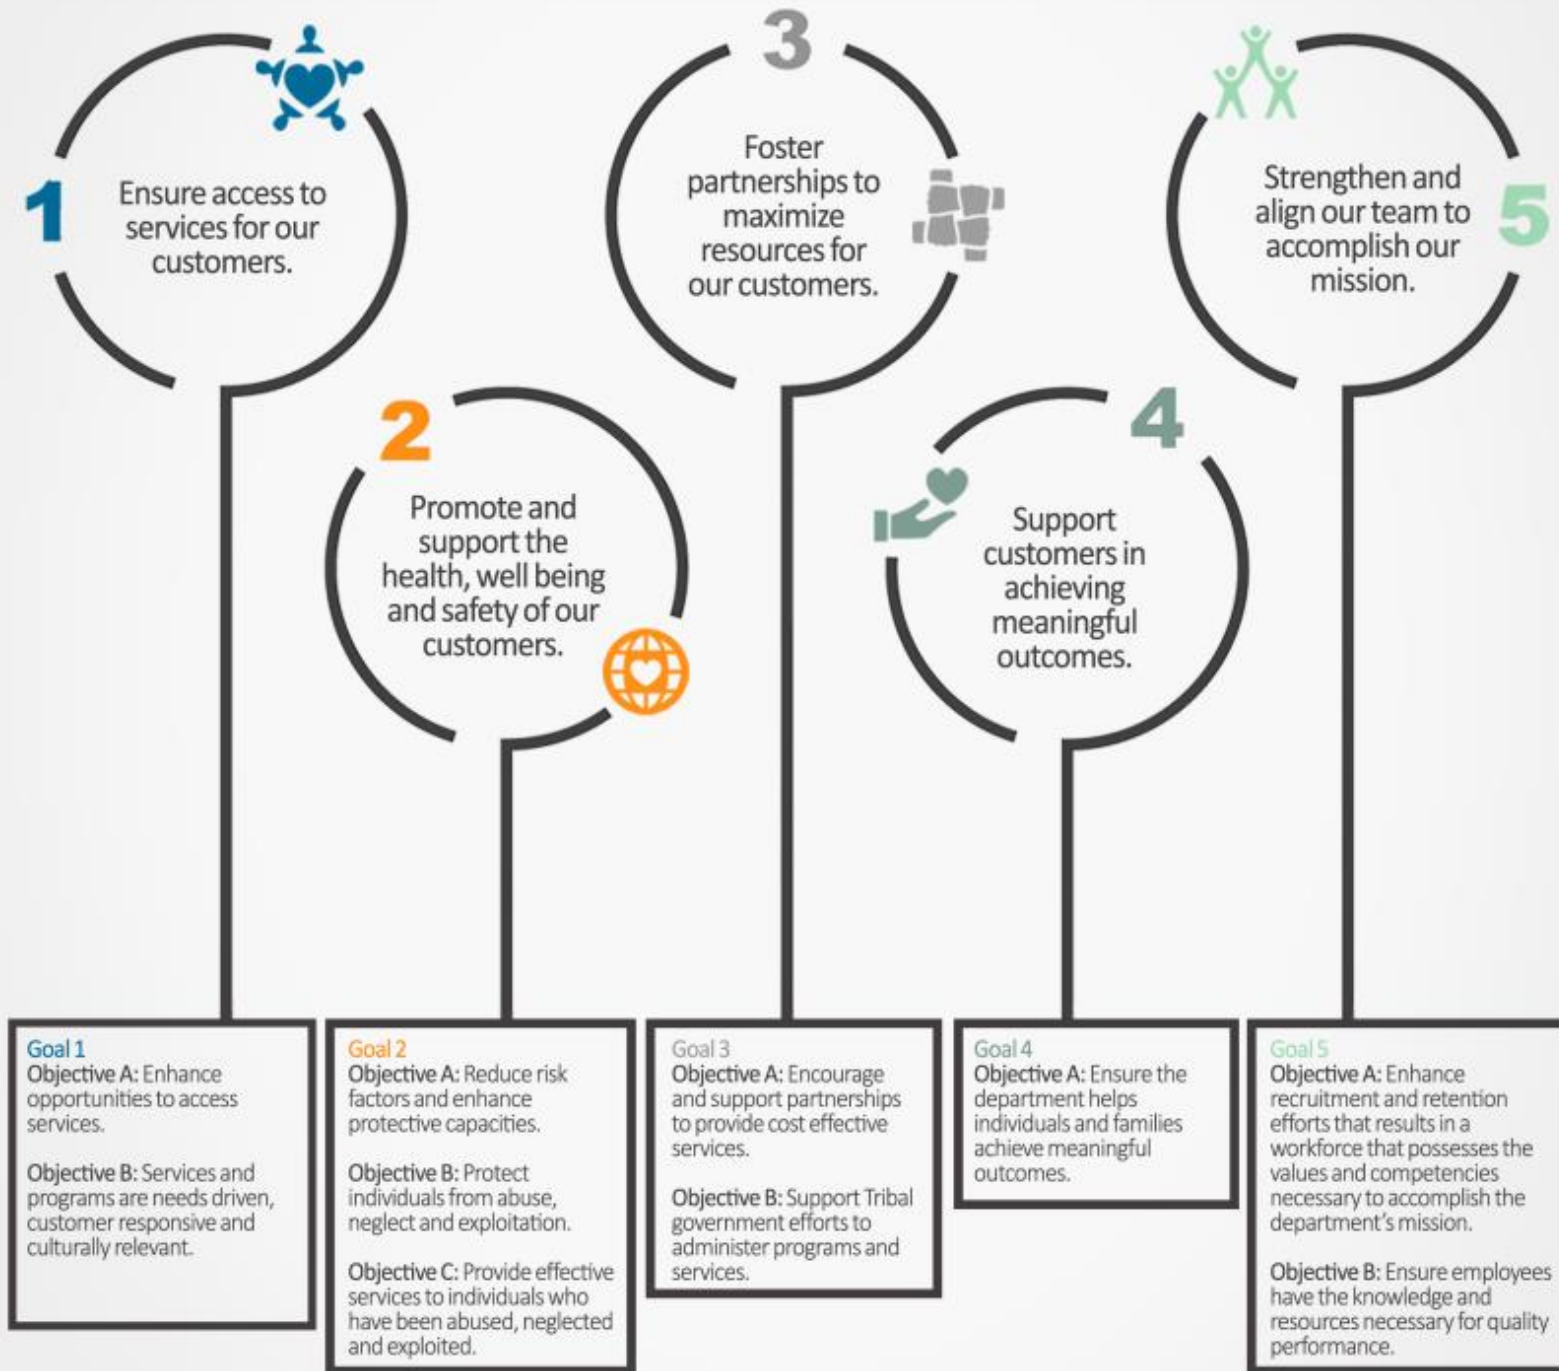 1
Ensure access to
services for our
customers.
2
Promote and
support the
health, well being
and safety of our
customers.
3
Foster
partnerships to
maximize
resources for
our customers.
4
Support
customers in
achieving
meaningful
outcomes.
5
Strengthen and
align our team to
accomplish our
mission.
Goal 1
Objective A: Enhance
opportunities to access
services.
Objective B: Services and
programs are needs driven,
customer responsive and
culturally relevant.
Goal 2
Objective A: Reduce risk
factors and enhance
protective capacities.
Objective B: Protect
individuals from abuse,
neglect and exploitation.
Objective C: Provide effective
services to individuals who
have been abused, neglected
and exploited.
Goal 3
Objective A: Encourage
and support partnerships
to provide cost effective
services.
Objective B: Support Tribal
government efforts to
administer programs and
services.
Goal 4
Objective A: Ensure the
department helps
individuals and families
achieve meaningful
outcomes.
Goal 5
Objective A: Enhance
recruitment and retention
efforts that results in a
workforce that possesses the
values and competencies
necessary to accomplish the
department's mission.
Objective B: Ensure employees
have the knowledge and
resources necessary for quality
performance.